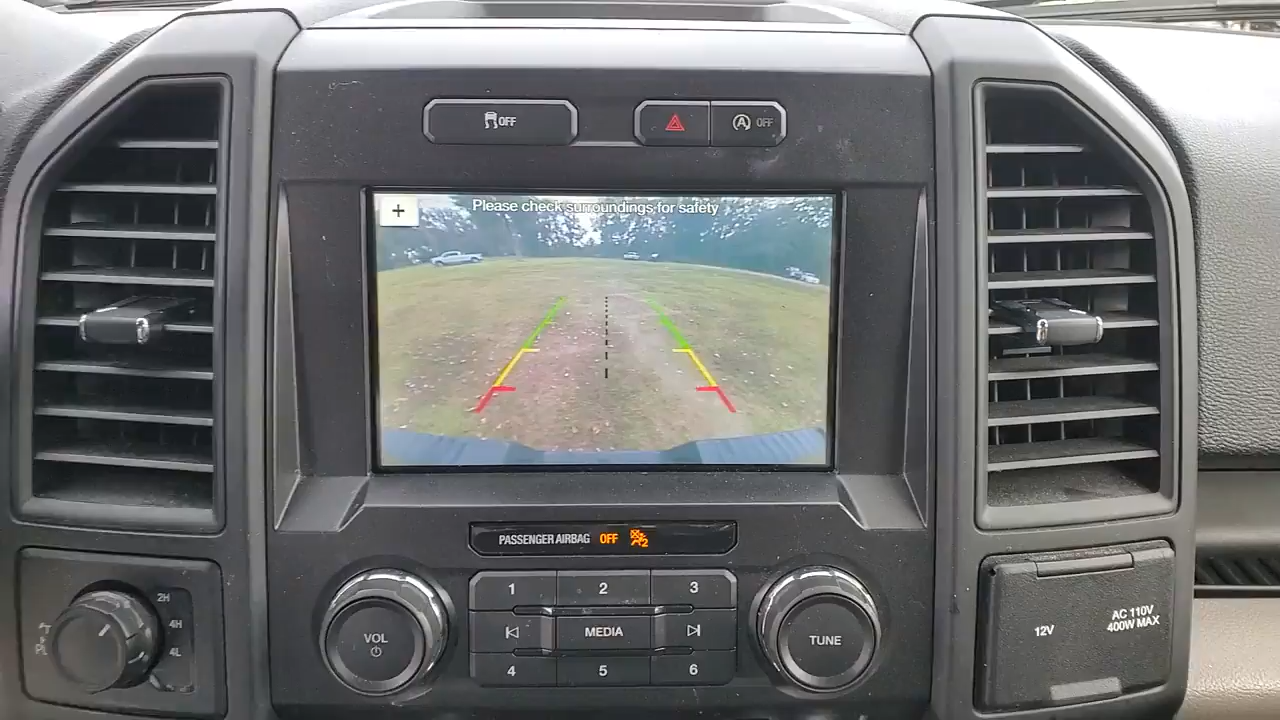 OFF
OFF
+
Please check surroundings for safety
PASSENGER AIRBAG OFF 2
1 2 3
2H
4H
4L
VOL
MEDIA
TUNE
4 5 6
12V
AC 110V
400W MAX